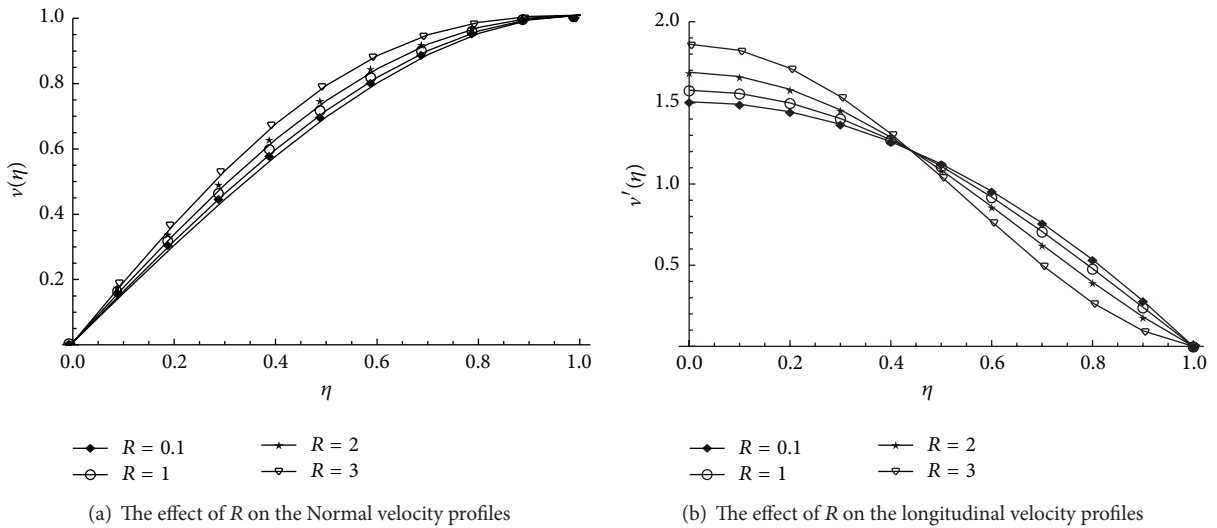 1.0
0.8
0.6
0.4
0.2
v(η)
0.0 0.2 0.4 0.6 0.8 1.0
η
R = 0.1
R = 1
R = 2
R = 3
(a) The effect of R on the Normal velocity profiles
2.0
1.5
1.0
0.5
v′(η)
0.0 0.2 0.4 0.6 0.8 1.0
η
R = 0.1
R = 1
R = 2
R = 3
(b) The effect of R on the longitudinal velocity profiles